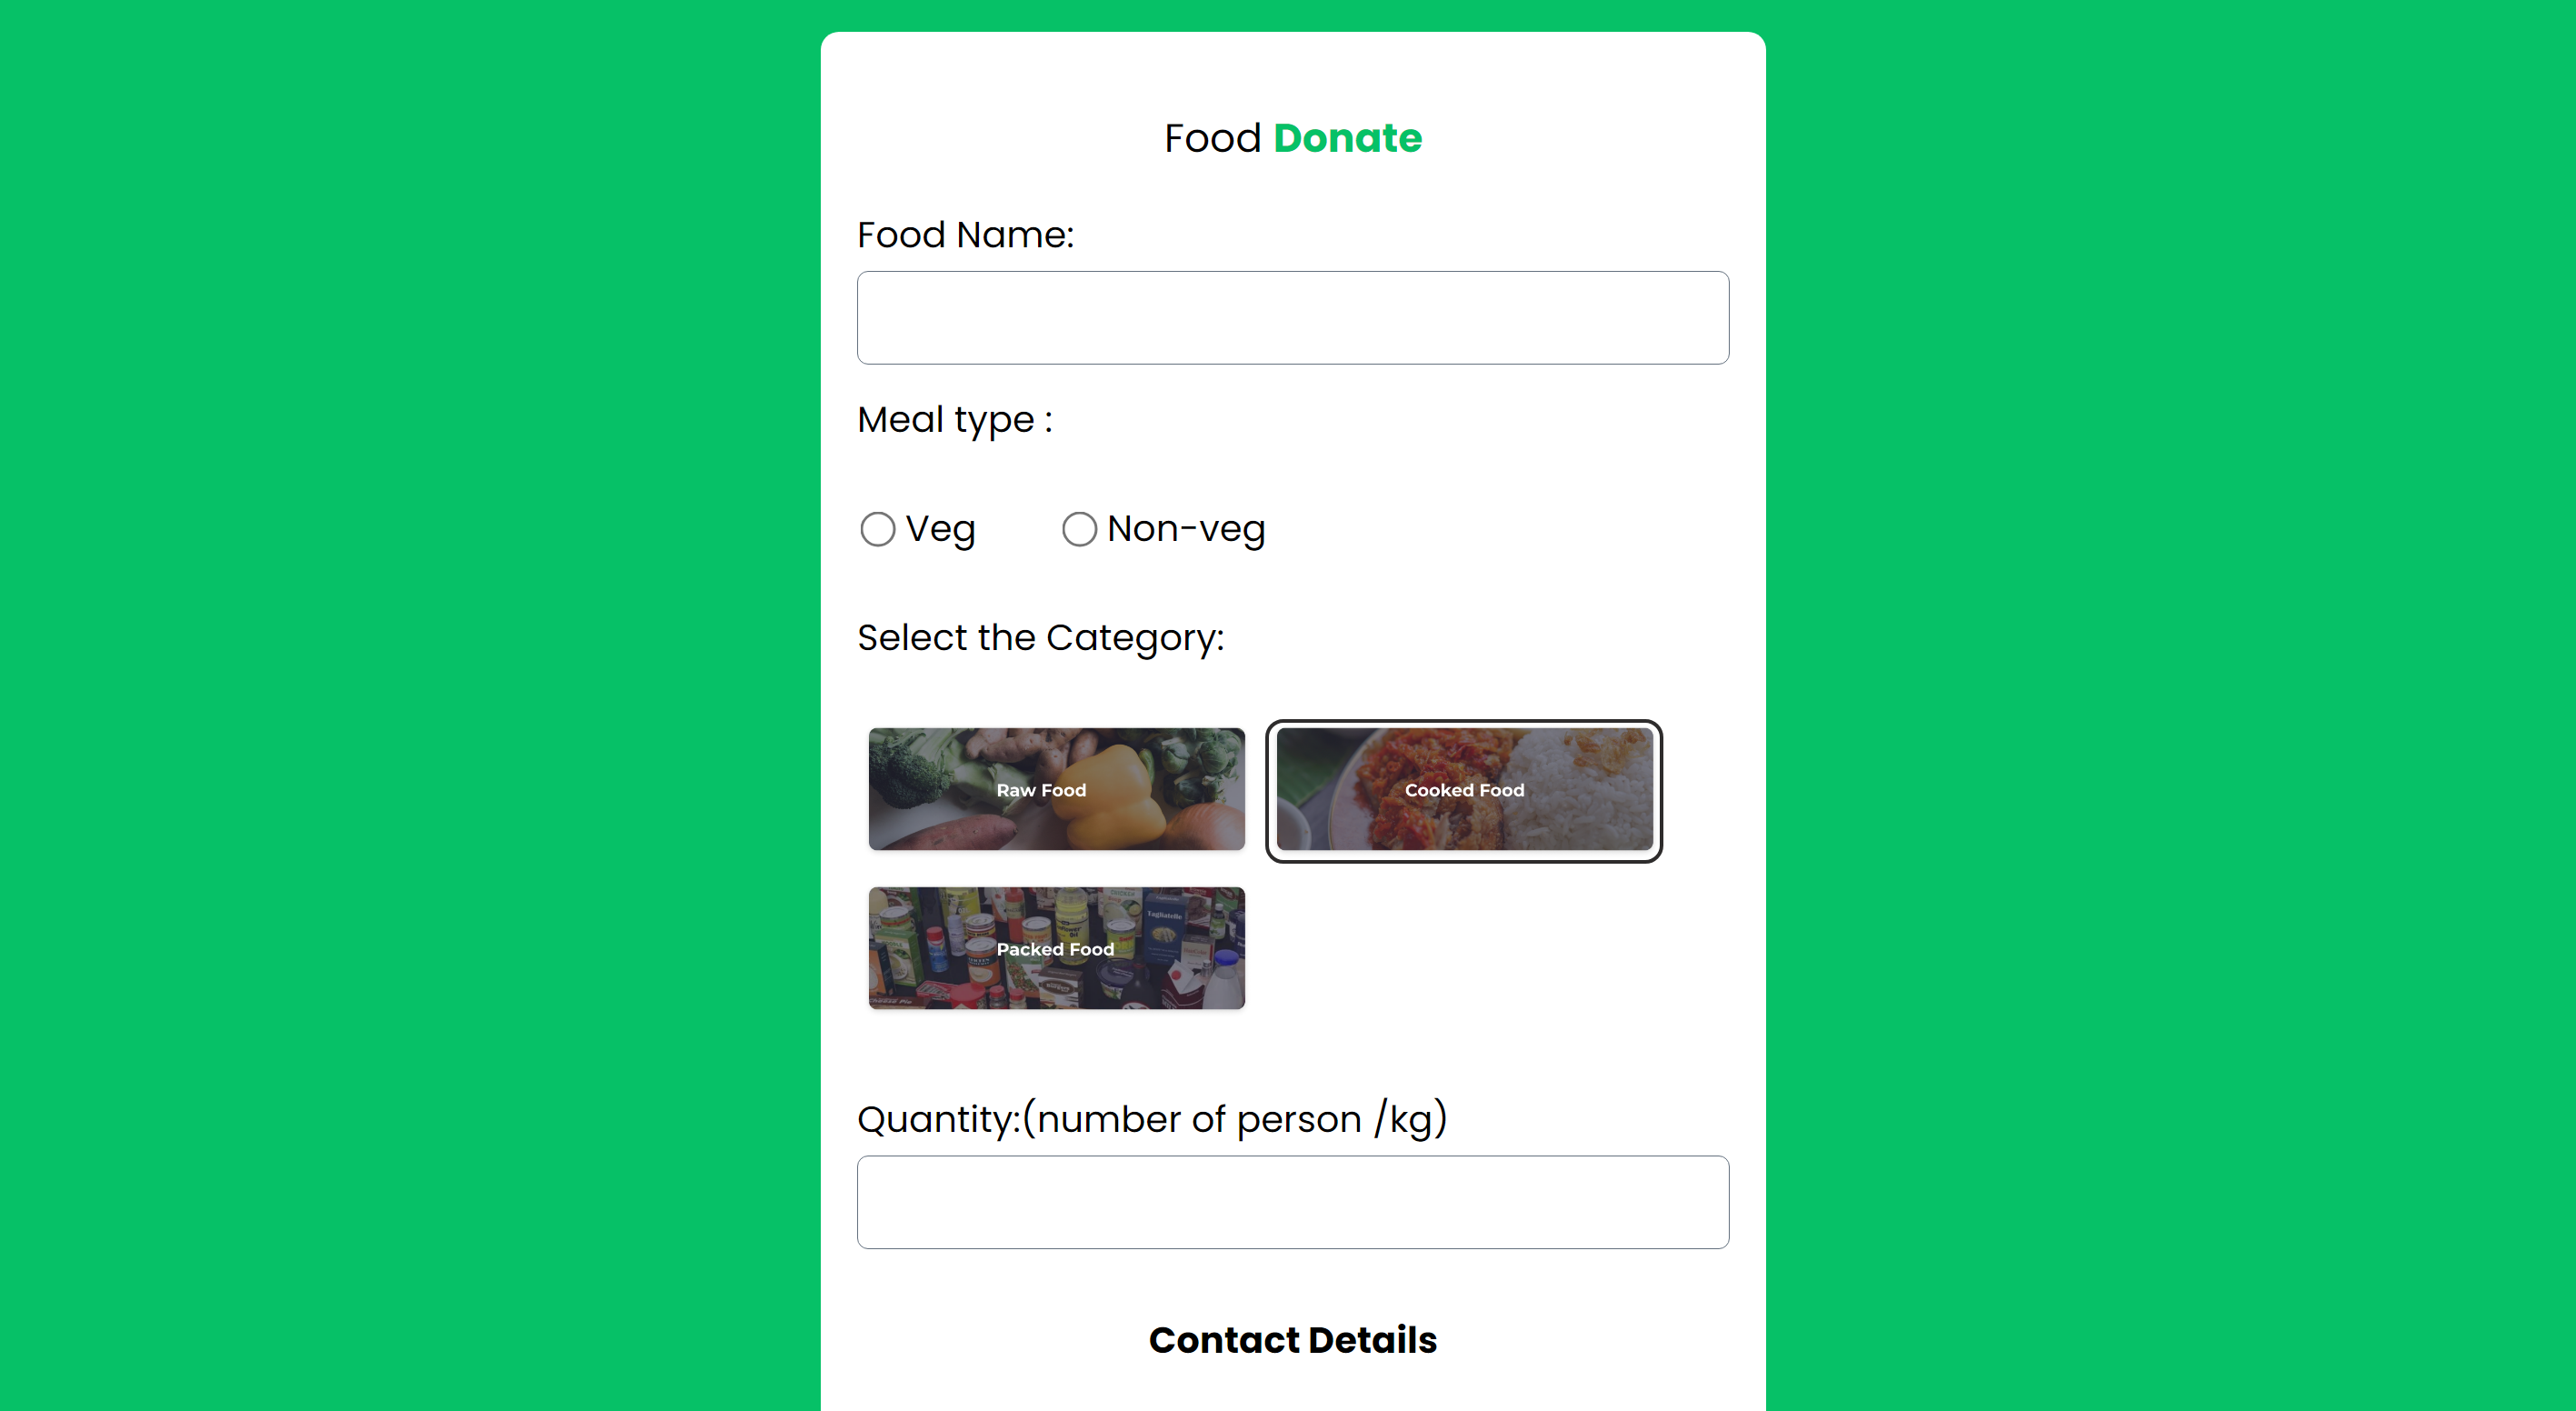 Food Donate
Food Name:
Meal type :
Veg Non-veg
Select the Category:
Raw Food Cooked Food
Packed Food
Tagliatelle
Quantity:(number of person /kg)
Contact Details